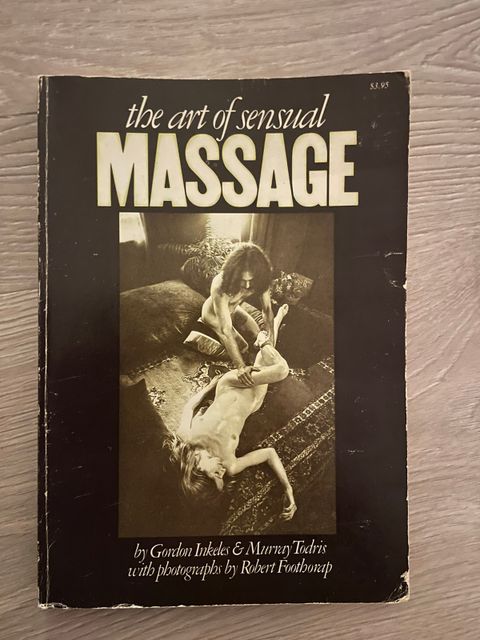 $3.95
the art of sensual
MASSAGE
by Gordon Inkeles & Murray Todris
with photographs by Robert Foothorap